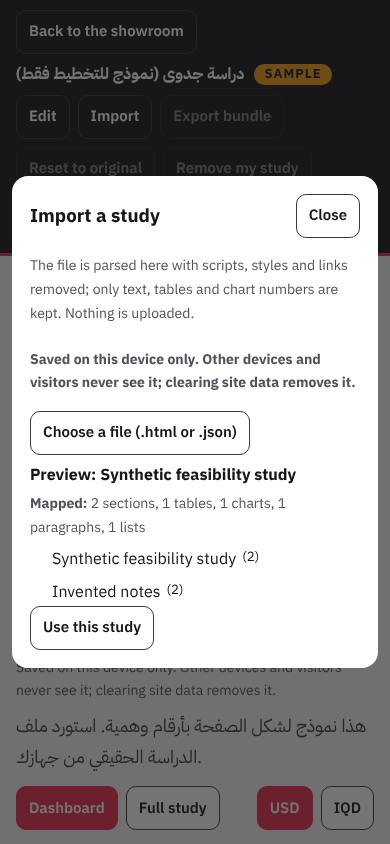 Back to the showroom
دراسة جدوى (نموذج للتخطيط فقط) SAMPLE
Edit Import Export bundle
Reset to original Remove my study
Import a study Close
The file is parsed here with scripts, styles and links
removed; only text, tables and chart numbers are
kept. Nothing is uploaded.
Saved on this device only. Other devices and
visitors never see it; clearing site data removes it.
Choose a file (.html or .json)
Preview: Synthetic feasibility study
Mapped: 2 sections, 1 tables, 1 charts, 1
paragraphs, 1 lists
Synthetic feasibility study (2)
Invented notes (2)
Use this study
Saved on this device only. Other devices and visitors
never see it; clearing site data removes it.
هذا نموذج لشكل الصفحة بأرقام وهمية. استورد ملف
الدراسة الحقيقي من جهازك.
Dashboard Full study USD IQD